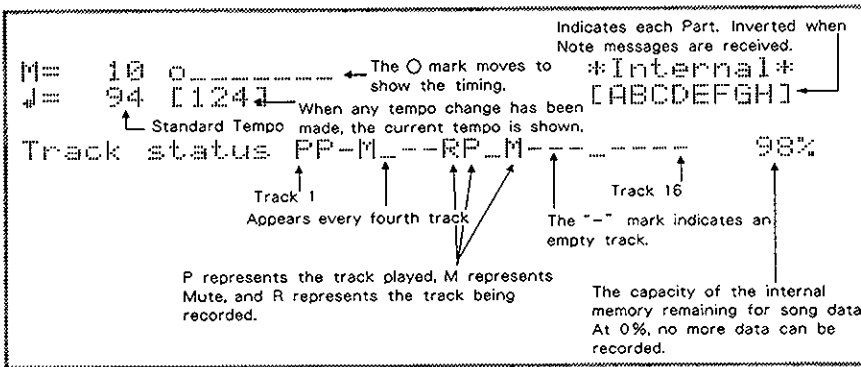 Indicates each Part. Inverted when
Note messages are received.
M= 10 o_______ The ○ mark moves to
show the timing.
*Internal*
♩= 94 [124] When any tempo change has been
made, the current tempo is shown.
[ABCDEFGH]
Standard Tempo
Track status PP-M_---RP_M---_---- 98%
Track 1
Track 16
Appears every fourth track
The "−" mark indicates an
empty track.
P represents the track played, M represents
Mute, and R represents the track being
recorded.
The capacity of the internal
memory remaining for song data
At 0%, no more data can be
recorded.